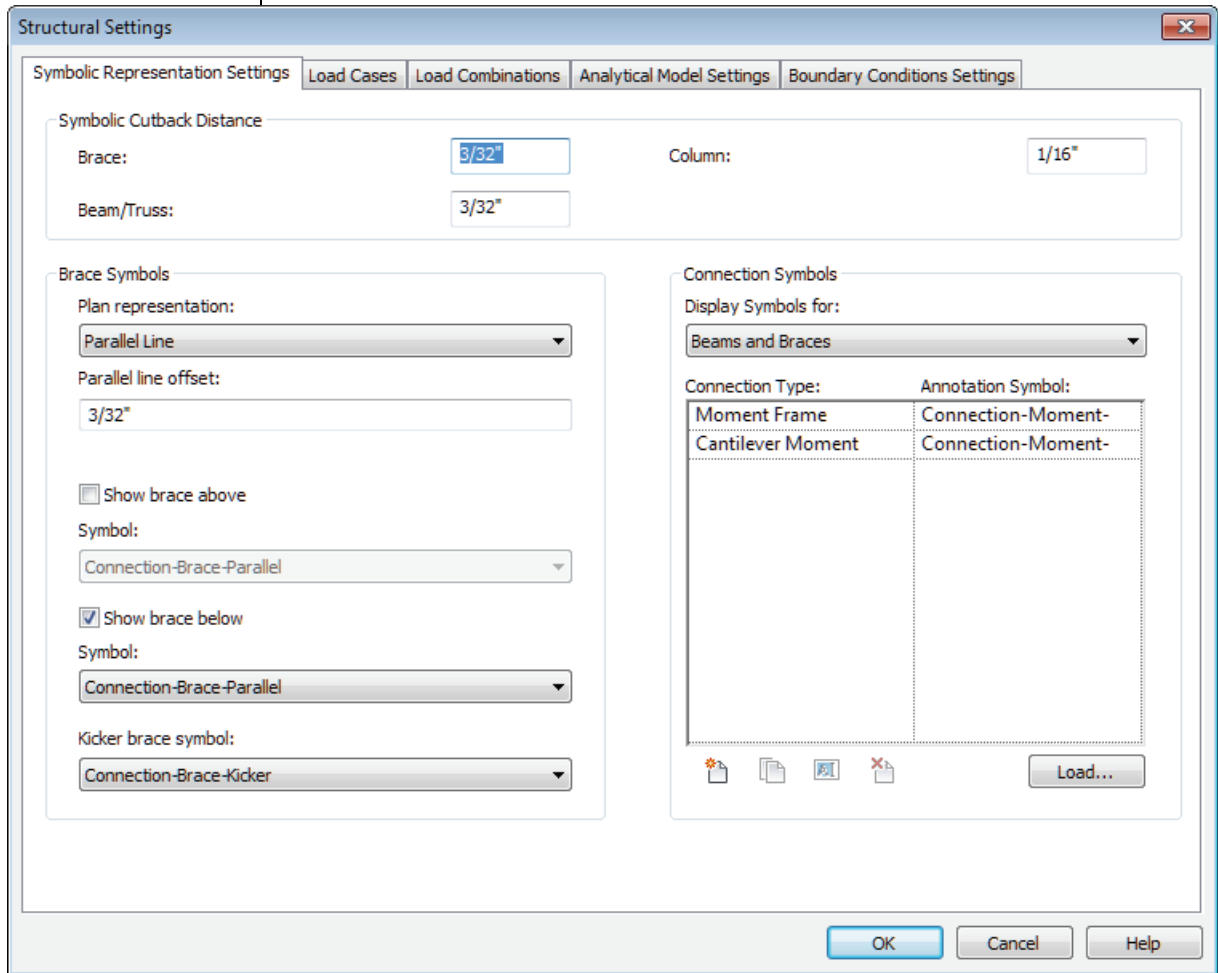 Structural Settings
Symbolic Representation Settings Load Cases Load Combinations Analytical Model Settings Boundary Conditions Settings
Symbolic Cutback Distance
Brace: 3/32" Column: 1/16"
Beam/Truss: 3/32"
Brace Symbols
Plan representation:
Parallel Line
Parallel line offset:
3/32"
Show brace above
Symbol:
Connection-Brace-Parallel
Show brace below
Symbol:
Connection-Brace-Parallel
Kicker brace symbol:
Connection-Brace-Kicker
Connection Symbols
Display Symbols for:
Beams and Braces
Connection Type: Annotation Symbol:
Moment Frame Connection-Moment-
Cantilever Moment Connection-Moment-
Load...
OK Cancel Help